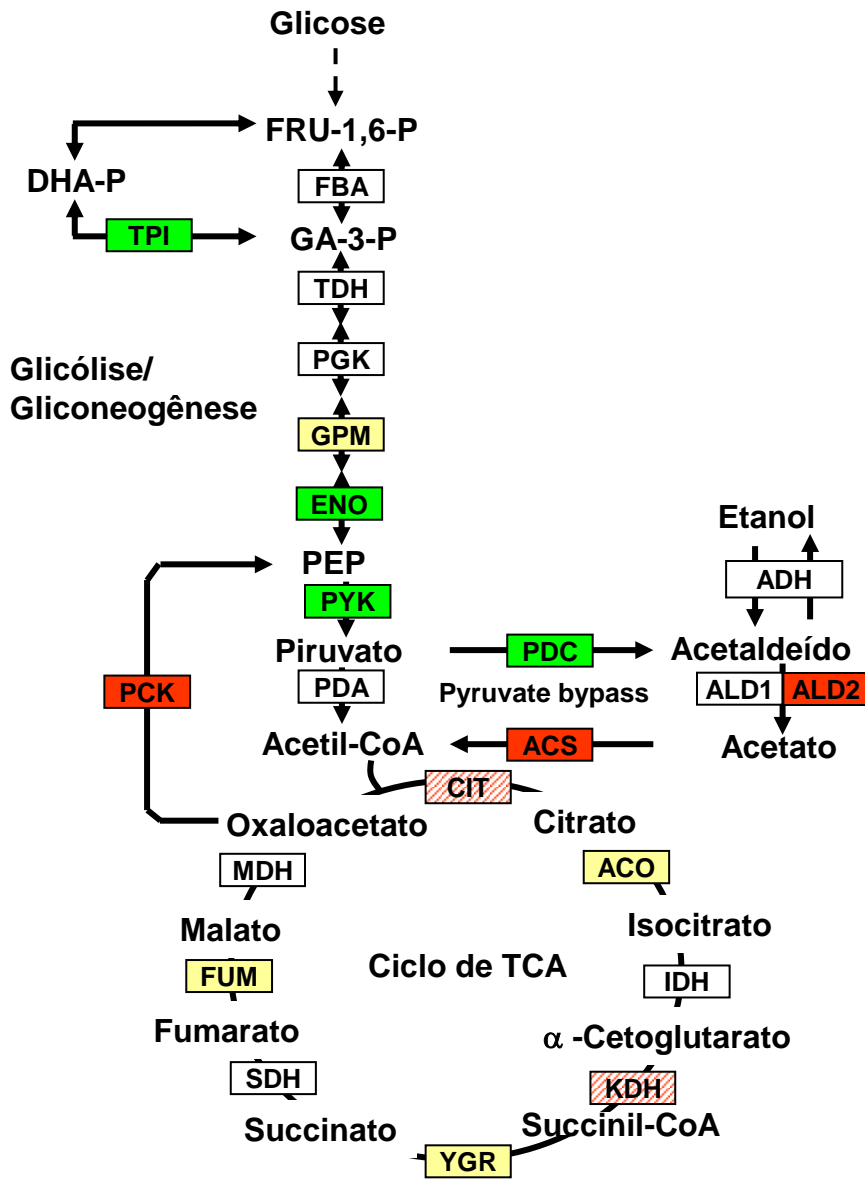 Glicose
FRU-1,6-P
DHA-P
FBA
TPI
GA-3-P
TDH
PGK
Glicólise/
Gliconeogênese
GPM
ENO
Etanol
PEP
ADH
PYK
Piruvato
PDC
Acetaldeído
PCK
PDA
Pyruvate bypass
ALD1
ALD2
Acetil-CoA
ACS
Acetato
CIT
Oxaloacetato
Citrato
MDH
ACO
Malato
Isocitrato
FUM
Ciclo de TCA
IDH
Fumarato
α -Cetoglutarato
SDH
KDH
Succinato
Succinil-CoA
YGR